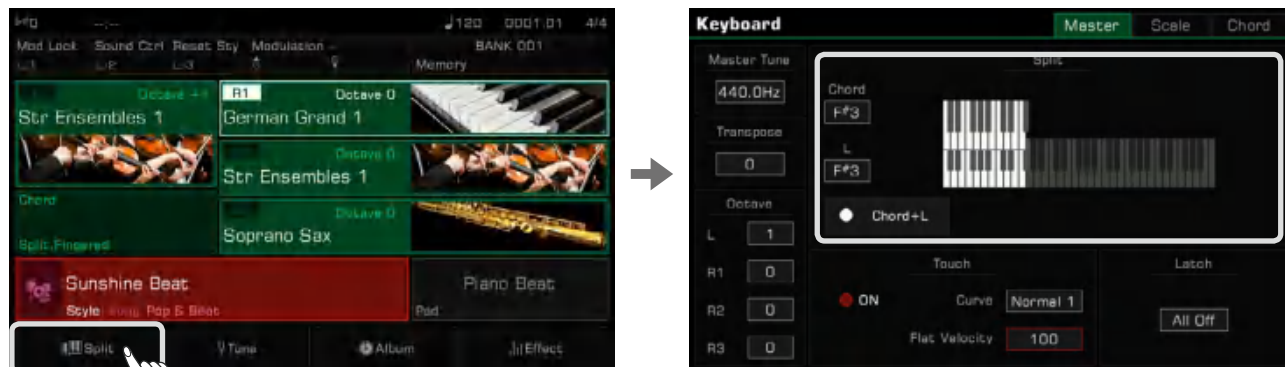 ♩120 0001.01 4/4
Mod Lock Sound Ctrl Reset Sty Modulation
BANK 001
Memory
Octave +1
Str Ensembles 1
R1 Octave 0
German Grand 1
Octave 0
Str Ensembles 1
Octave 0
Soprano Sax
Chord
Split,Fingered
Sunshine Beat
Style Song Pop & Beat
Piano Beat
Pad
Split
Tune
Album
Effect
Keyboard
Master Scale Chord
Master Tune
440.0Hz
Transpose
0
Octave
L 1
R1 0
R2 0
R3 0
Split
Chord
F#3
L
F#3
Chord+L
Touch
ON Curve Normal 1
Flat Velocity 100
Latch
All Off